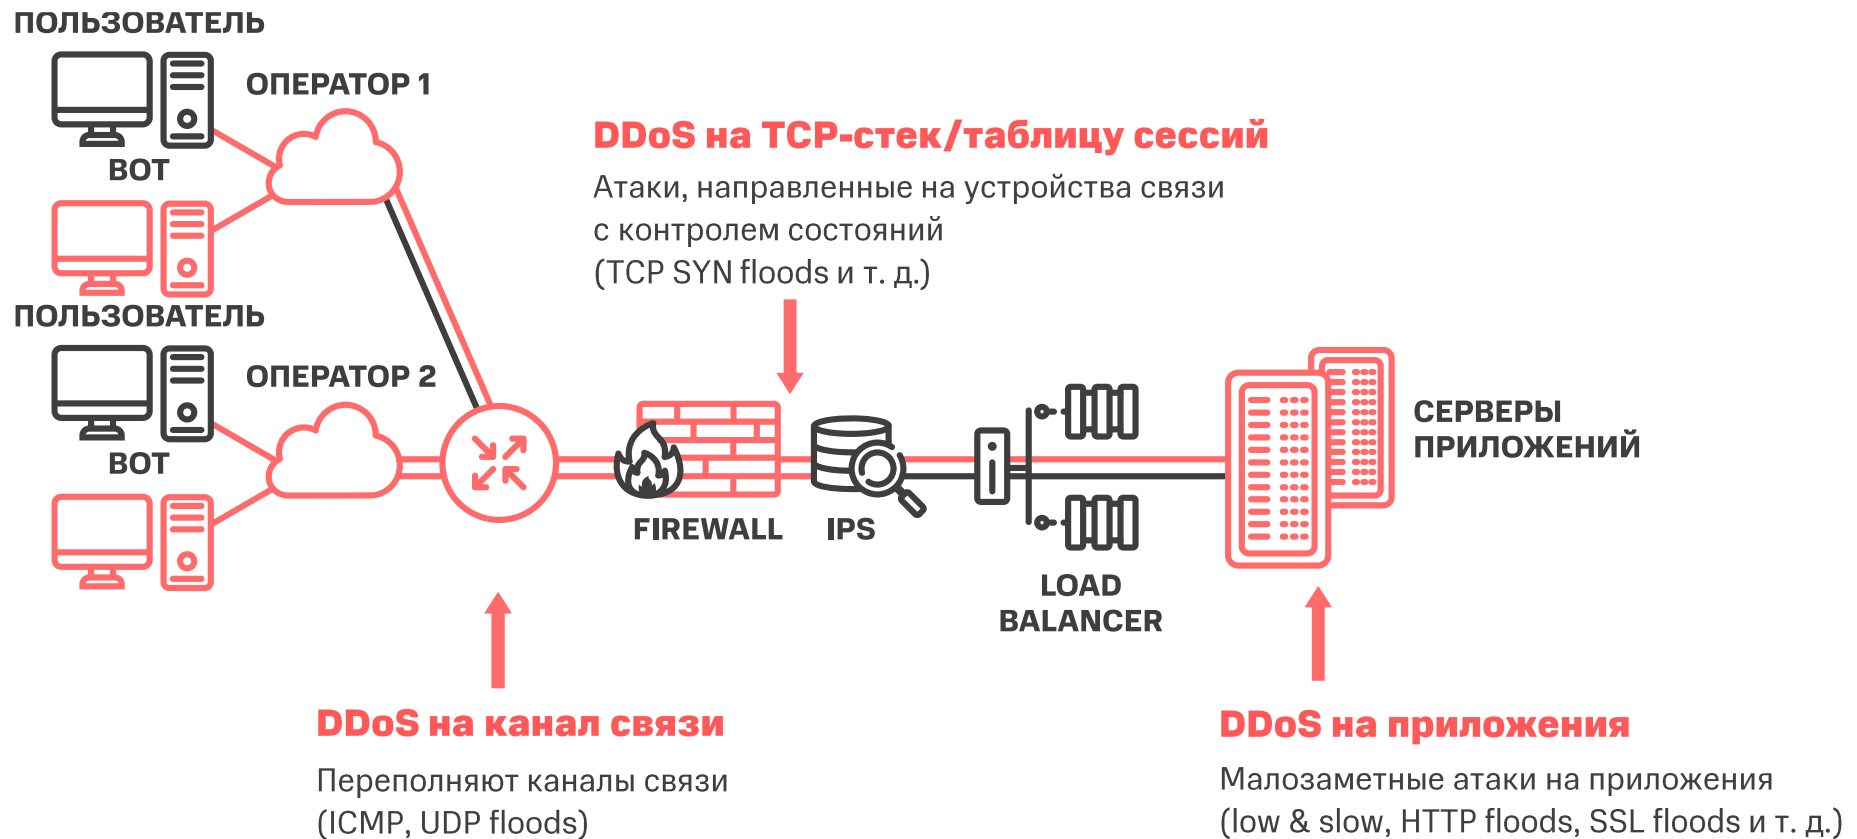 ПОЛЬЗОВАТЕЛЬ
ОПЕРАТОР 1
BOT
DDoS на TCP-стек/таблицу сессий
Атаки, направленные на устройства связи
с контролем состояний
(TCP SYN floods и т. д.)
ПОЛЬЗОВАТЕЛЬ
ОПЕРАТОР 2
BOT
FIREWALL
IPS
LOAD
BALANCER
СЕРВЕРЫ
ПРИЛОЖЕНИЙ
DDoS на канал связи
Переполняют каналы связи
(ICMP, UDP floods)
DDoS на приложения
Малозаметные атаки на приложения
(low & slow, HTTP floods, SSL floods и т. д.)